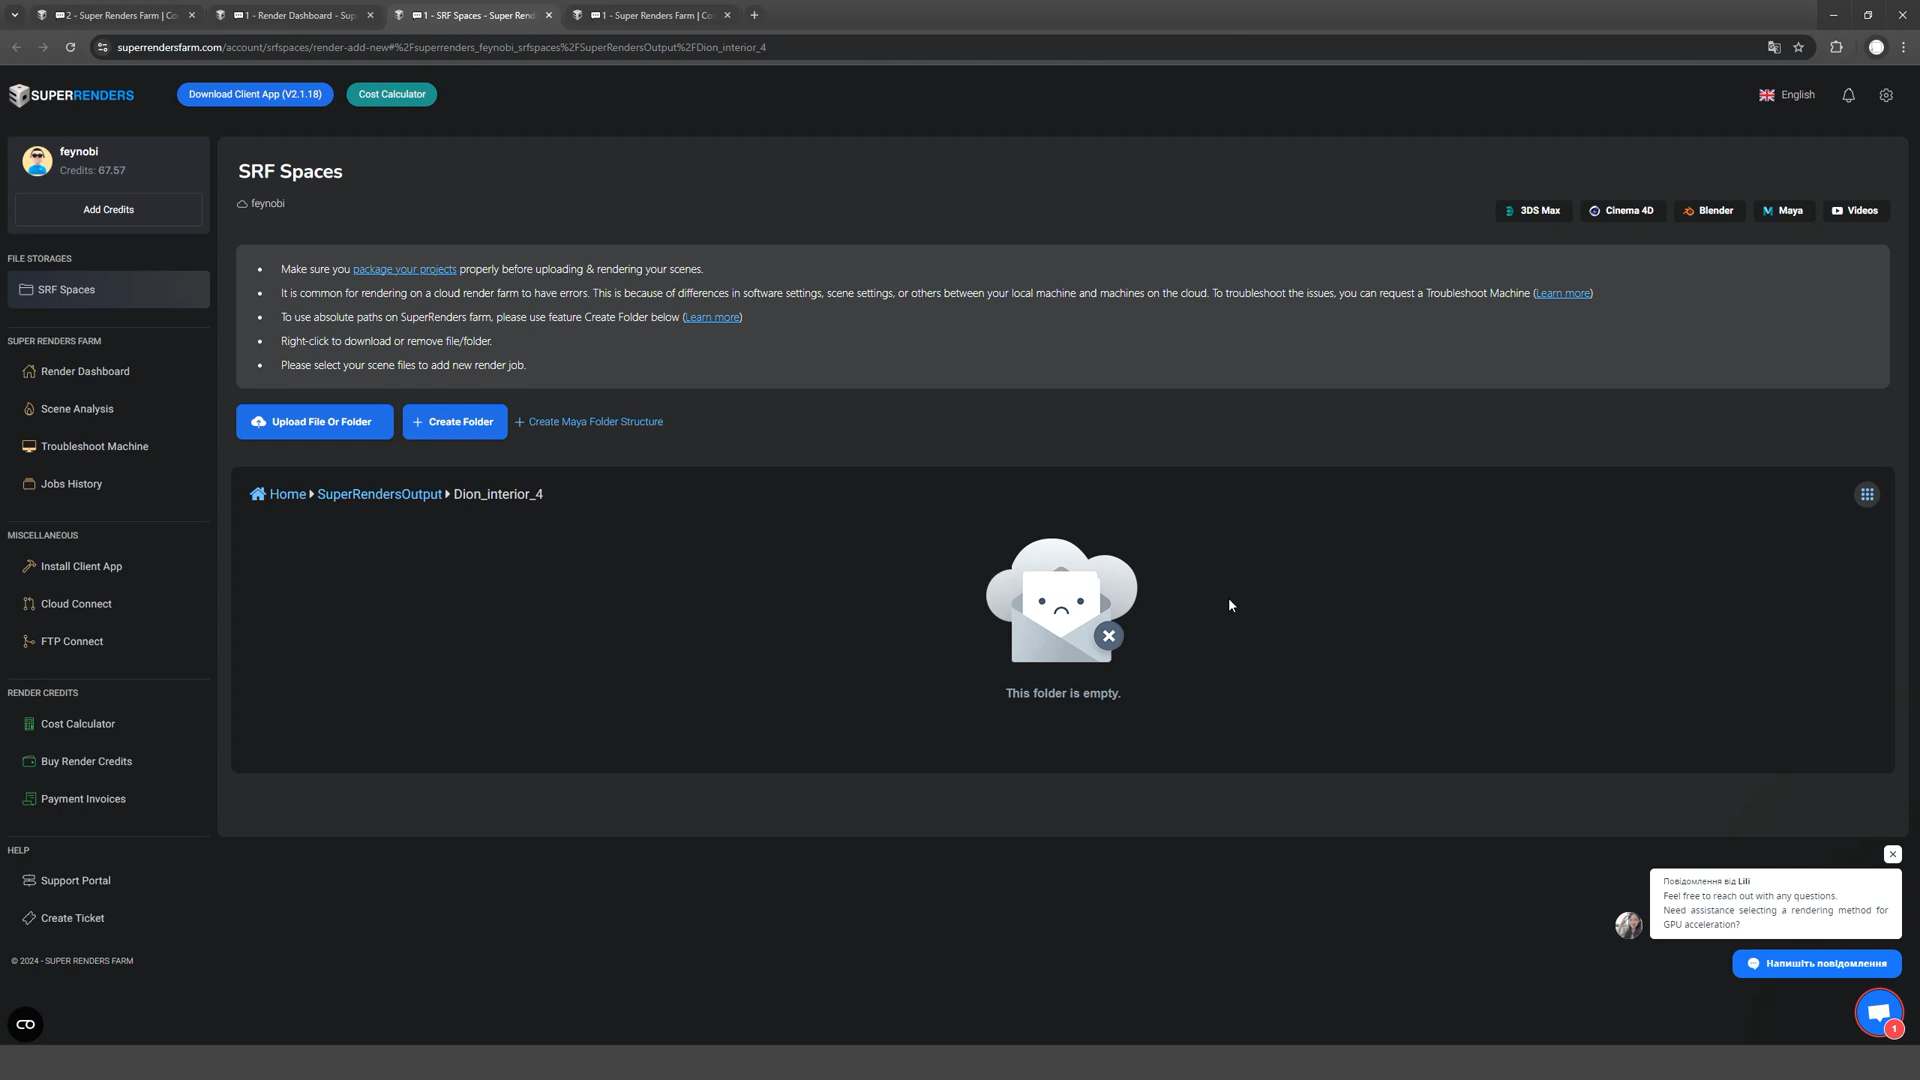 2 - Super Renders Farm | Co
1 - Render Dashboard - Sup
1 - SRF Spaces - Super Rend
1 - Super Renders Farm | Co
superrendersfarm.com/account/srfspaces/render-add-new#%2Fsuperrenders_feynobi_srfspaces%2FSuperRendersOutput%2FDion_interior_4
SUPERRENDERS
Download Client App (V2.1.18)
Cost Calculator
English
feynobi
Credits: 67.57
Add Credits
FILE STORAGES
SRF Spaces
SUPER RENDERS FARM
Render Dashboard
Scene Analysis
Troubleshoot Machine
Jobs History
MISCELLANEOUS
Install Client App
Cloud Connect
FTP Connect
RENDER CREDITS
Cost Calculator
Buy Render Credits
Payment Invoices
HELP
Support Portal
Create Ticket
© 2024 - SUPER RENDERS FARM
SRF Spaces
feynobi
3DS Max
Cinema 4D
Blender
Maya
Videos
• Make sure you package your projects properly before uploading & rendering your scenes.
• It is common for rendering on a cloud render farm to have errors. This is because of differences in software settings, scene settings, or others between your local machine and machines on the cloud. To troubleshoot the issues, you can request a Troubleshoot Machine (Learn more)
• To use absolute paths on SuperRenders farm, please use feature Create Folder below (Learn more)
• Right-click to download or remove file/folder.
• Please select your scene files to add new render job.
Upload File Or Folder
+ Create Folder
+ Create Maya Folder Structure
Home SuperRendersOutput Dion_interior_4
This folder is empty.
Повідомлення від Lili
Feel free to reach out with any questions.
Need assistance selecting a rendering method for
GPU acceleration?
Напишіть повідомлення
1